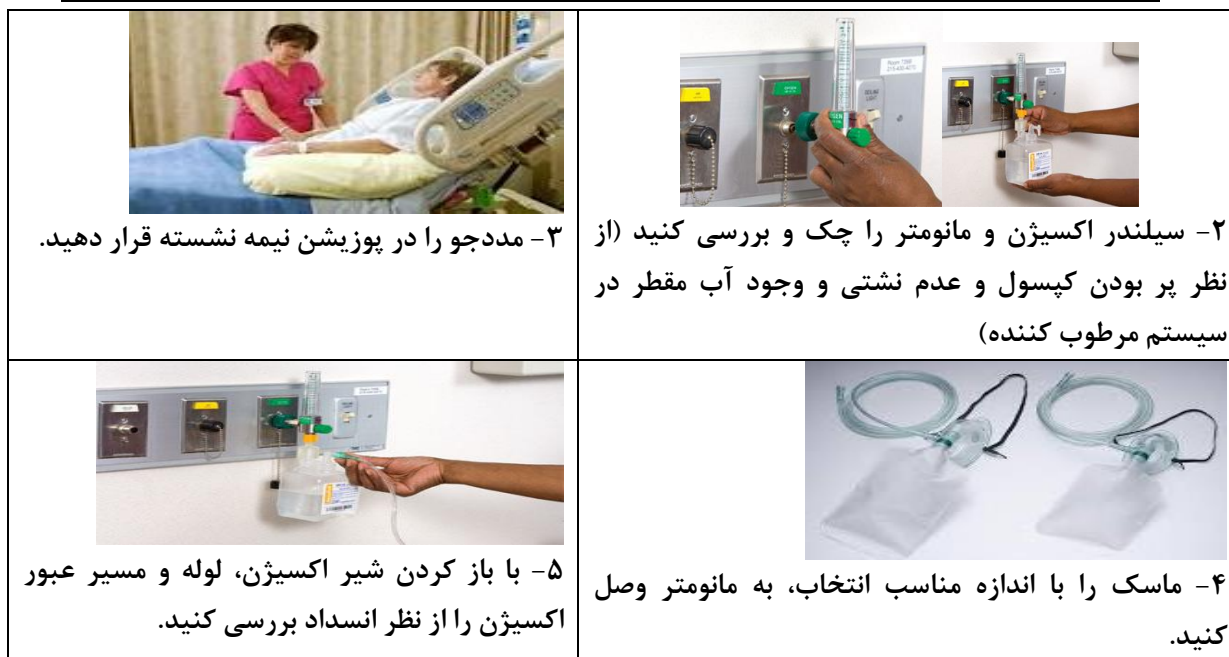 ۲- سیلندر اکسیژن و مانومتر را چک و بررسی کنید (از
نظر پر بودن کپسول و عدم نشتی و وجود آب مقطر در
سیستم مرطوب کننده)
۳- مددجو را در پوزیشن نیمه نشسته قرار دهید.
۴- ماسک را با اندازه مناسب انتخاب، به مانومتر وصل
کنید.
۵- با باز کردن شیر اکسیژن، لوله و مسیر عبور
اکسیژن را از نظر انسداد بررسی کنید.